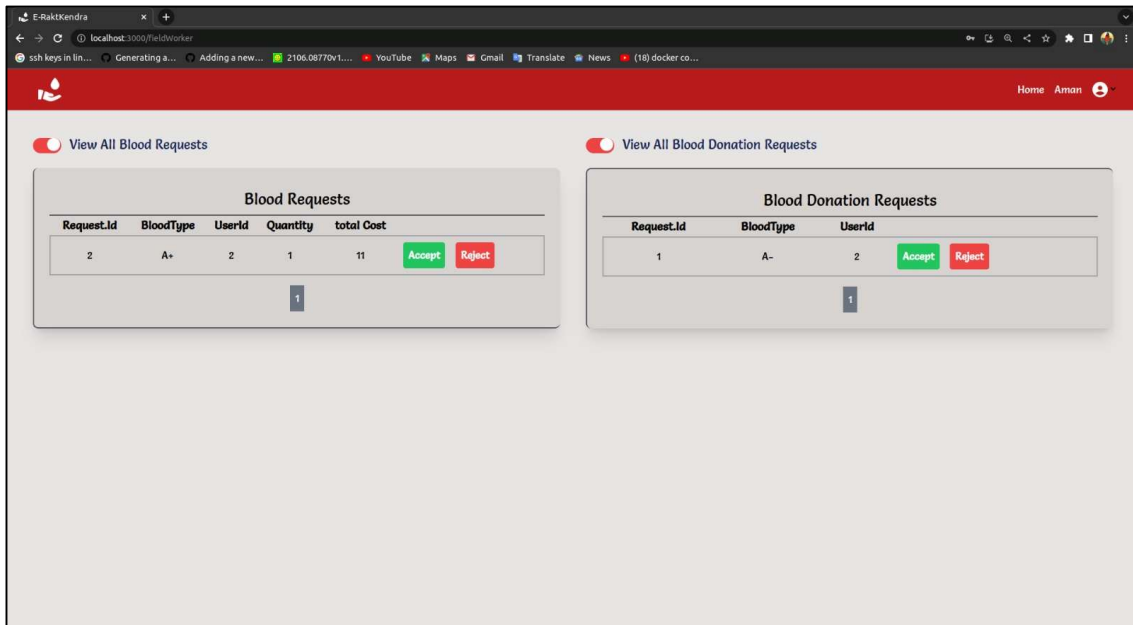 E-RaktKendra
localhost:3000/fieldWorker
ssh keys in lin... Generating a... Adding a new... 2106.08770v1.... YouTube Maps Gmail Translate News (18) docker co...
Home Aman
View All Blood Requests
Blood Requests
Request.Id BloodType UserId Quantity total Cost
2 A+ 2 1 11 Accept Reject
1
View All Blood Donation Requests
Blood Donation Requests
Request.Id BloodType UserId
1 A- 2 Accept Reject
1